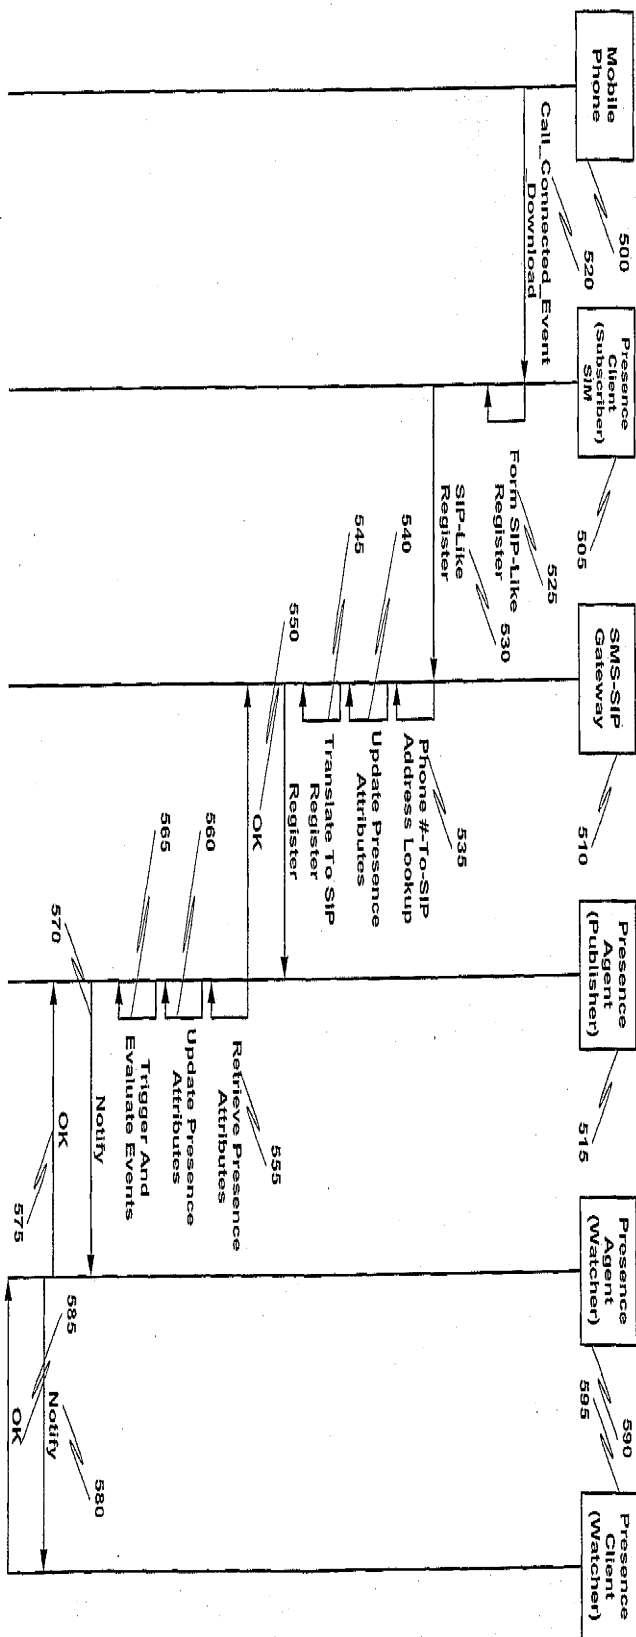 Mobile
Phone
500
Presence
Client
(Subscriber)
SIM
505
SMS-SIP
Gateway
510
Presence
Agent
(Publisher)
515
Presence
Agent
(Watcher)
590
595
Presence
Client
(Watcher)
520
Call_Connected_Event
_Download
Form SIP-Like
Register
525
SIP-Like
Register
530
Phone #-To-SIP
Address Lookup
535
540
Update Presence
Attributes
545
Translate To SIP
Register
550
Register
OK
Retrieve Presence
Attributes
555
560
Update Presence
Attributes
565
Trigger And
Evaluate Events
570
Notify
OK
575
585
Notify
580
OK